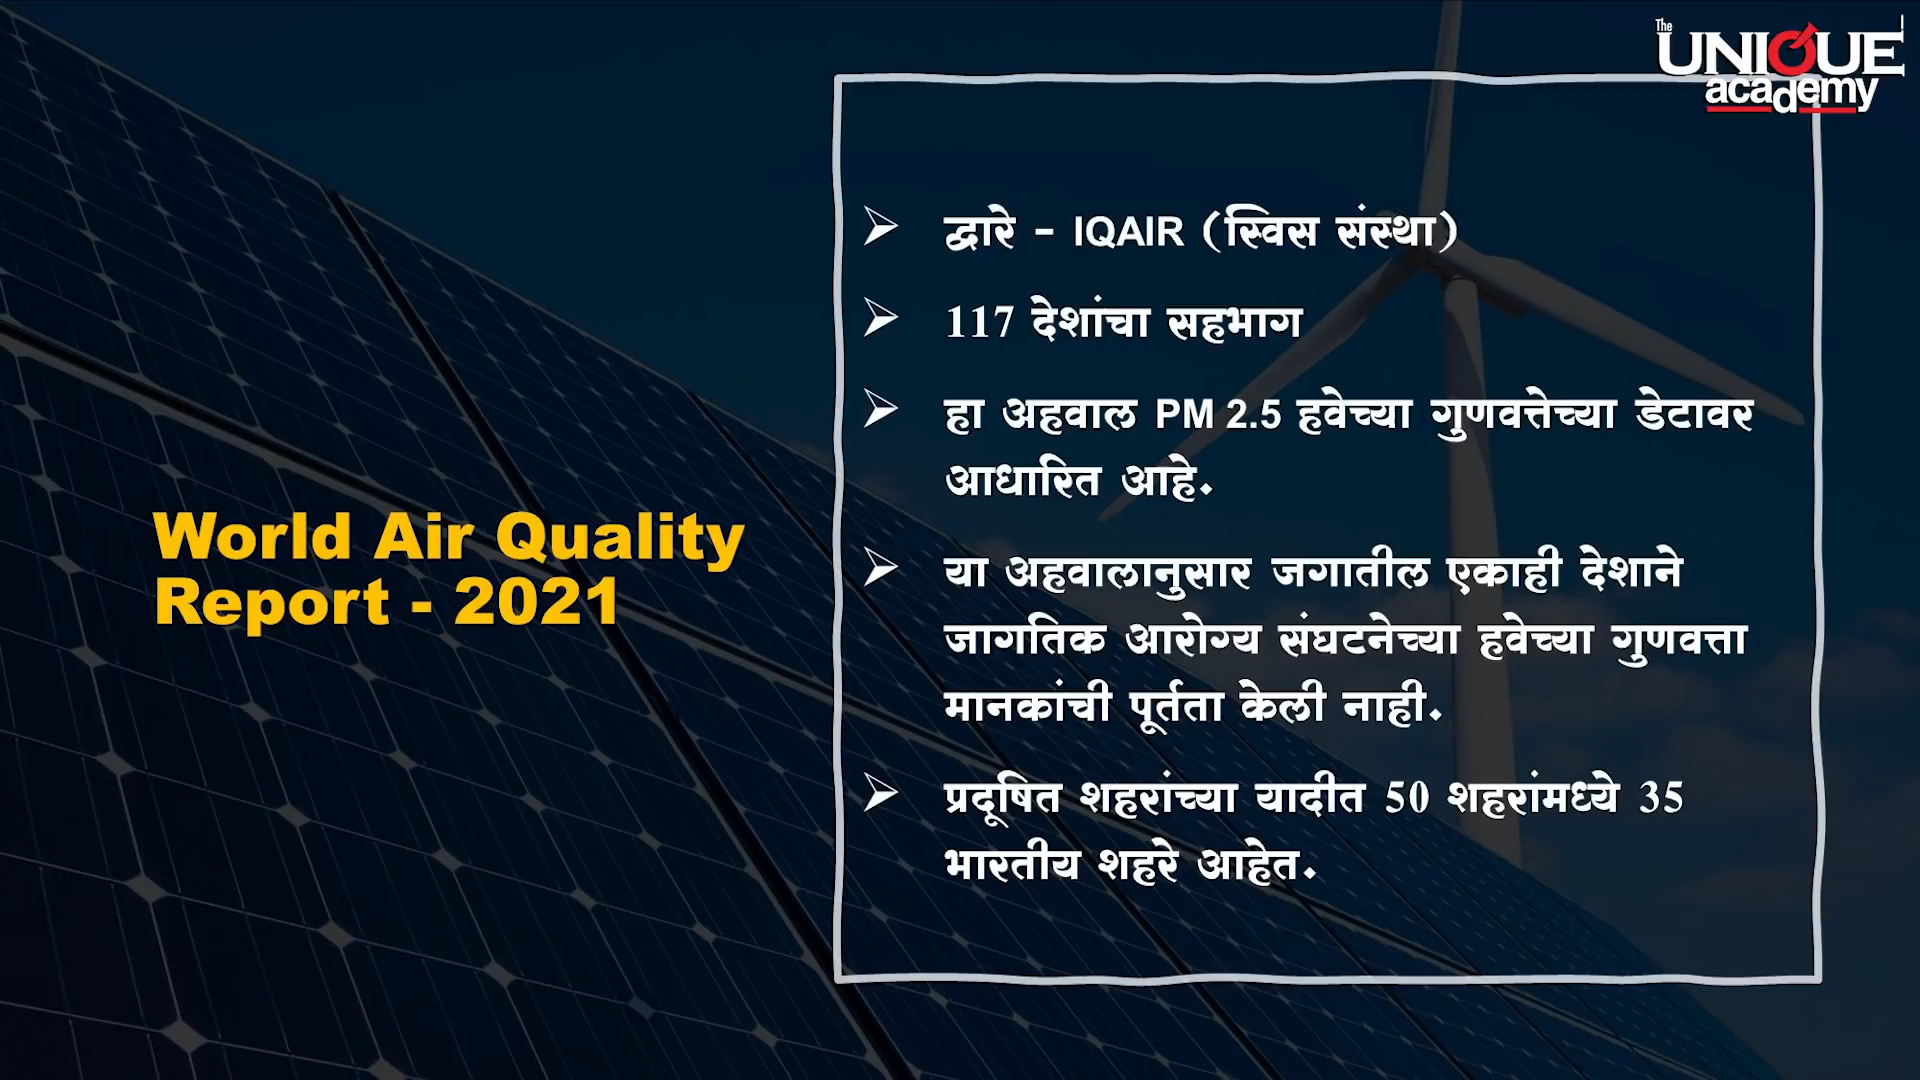 The
UNIQUE
academy
World Air Quality
Report - 2021
द्वारे - IQAIR (स्विस संस्था)
117 देशांचा सहभाग
हा अहवाल PM 2.5 हवेच्या गुणवत्तेच्या डेटावर
आधारित आहे.
या अहवालानुसार जगातील एकाही देशाने
जागतिक आरोग्य संघटनेच्या हवेच्या गुणवत्ता
मानकांची पूर्तता केली नाही.
प्रदूषित शहरांच्या यादीत 50 शहरांमध्ये 35
भारतीय शहरे आहेत.